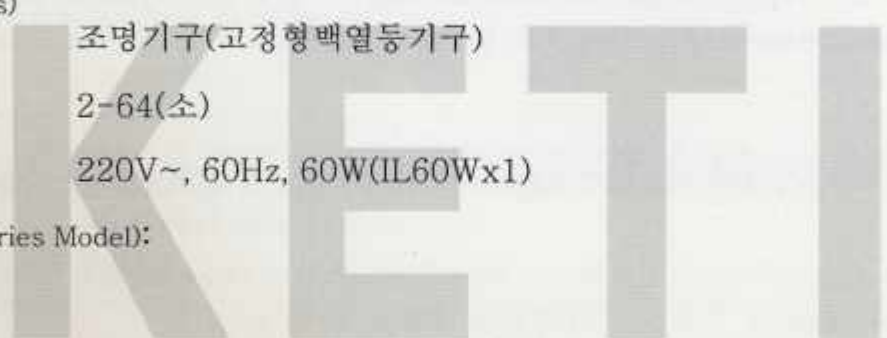 s)
조명기구(고정형백열등기구)
2-64(소)
220V~, 60Hz, 60W(IL60Wx1)
ries Model):
KETI